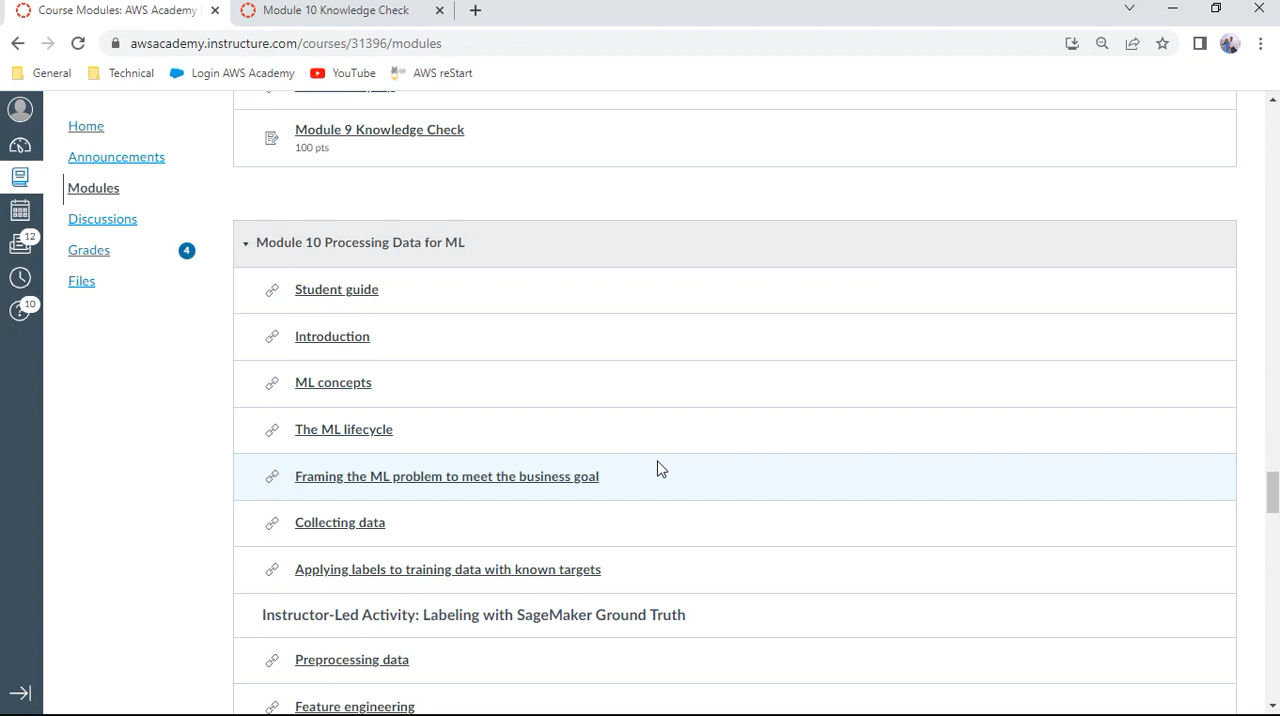 Course Modules: AWS Academy
Module 10 Knowledge Check
awsacademy.instructure.com/courses/31396/modules
General
Technical
Login AWS Academy
YouTube
AWS reStart
Home
Announcements
Modules
Discussions
Grades
4
Files
12
10
Module 9 Knowledge Check
100 pts
Module 10 Processing Data for ML
Student guide
Introduction
ML concepts
The ML lifecycle
Framing the ML problem to meet the business goal
Collecting data
Applying labels to training data with known targets
Instructor-Led Activity: Labeling with SageMaker Ground Truth
Preprocessing data
Feature engineering